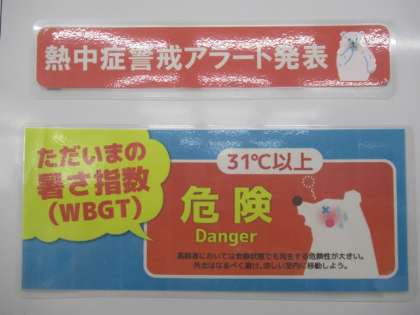 熱中症警戒アラート発表
ただいまの
暑さ指数
(WBGT)
31℃以上
危険
Danger
高齢者においては安静状態でも発生する危険性が大きい。
外出はなるべく避け、涼しい室内に移動しよう。